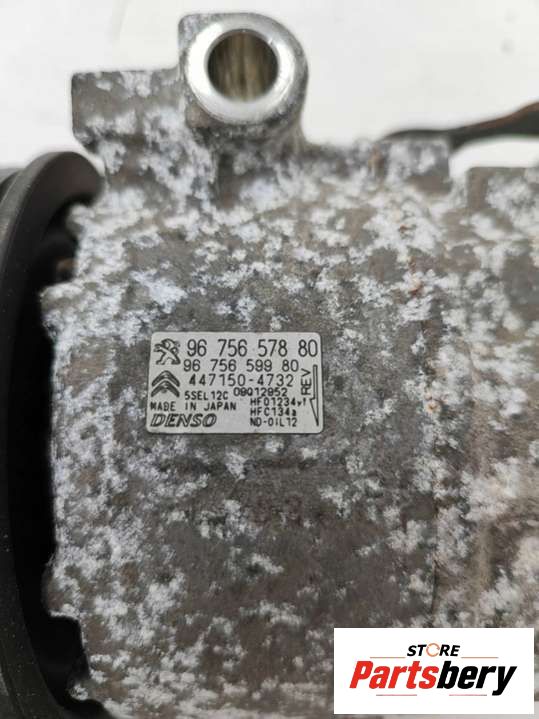 96 756 578 80
96 756 599 80
447150-4732
5SEL12C 09Q12952
MADE IN JAPAN HFO1234yf
DENSO HFC134a
ND-OIL12
REV
STORE
Partsbery